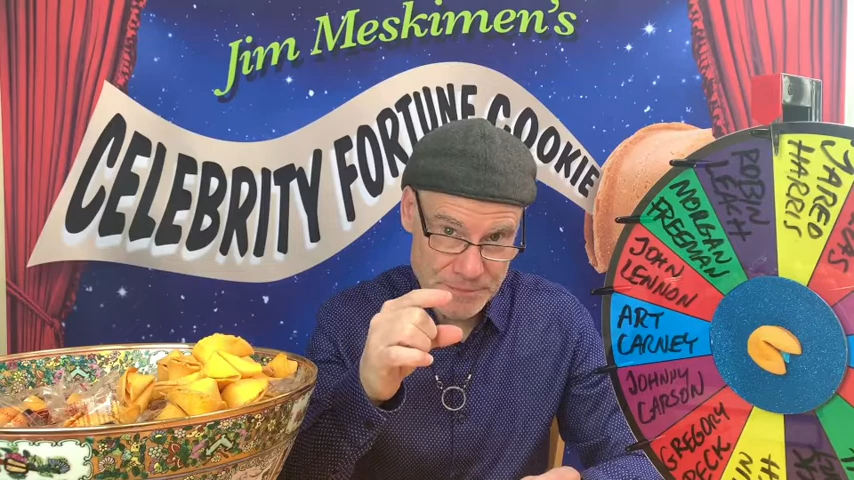 Jim Meskimen's
CELEBRITY FORTUNE COOKIE
ROBIN
LEACH
JARED
HARRIS
MORGAN
FREEMAN
JOHN
LENNON
ART
CARNEY
JOHNNY
CARSON
GREGORY
PECK